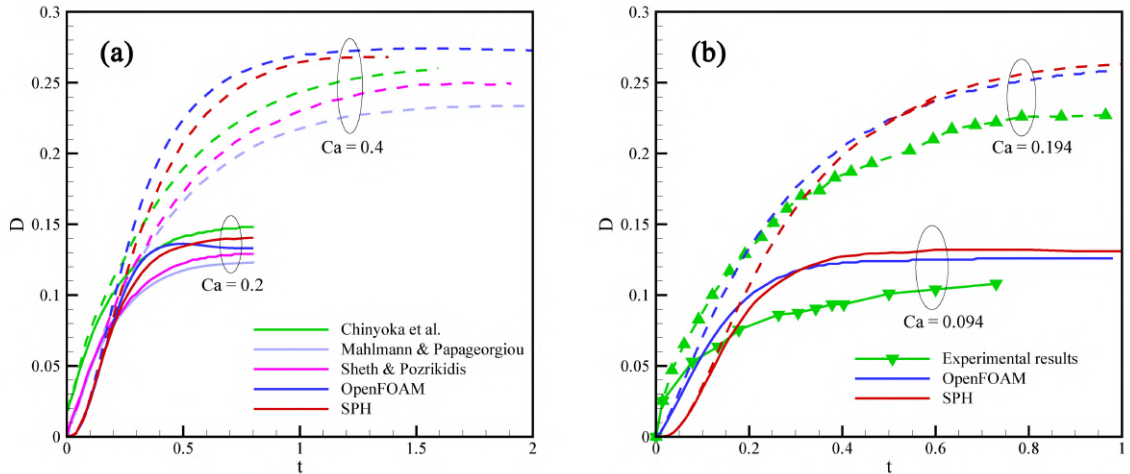 (a)
D
0.3
0.25
0.2
0.15
0.1
0.05
0
Ca = 0.4
Ca = 0.2
Chinyoka et al.
Mahlmann & Papageorgiou
Sheth & Pozrikidis
OpenFOAM
SPH
0
0.5
1
1.5
2
t
(b)
D
0.3
0.25
0.2
0.15
0.1
0.05
0
Ca = 0.194
Ca = 0.094
Experimental results
OpenFOAM
SPH
0
0.2
0.4
0.6
0.8
1
t